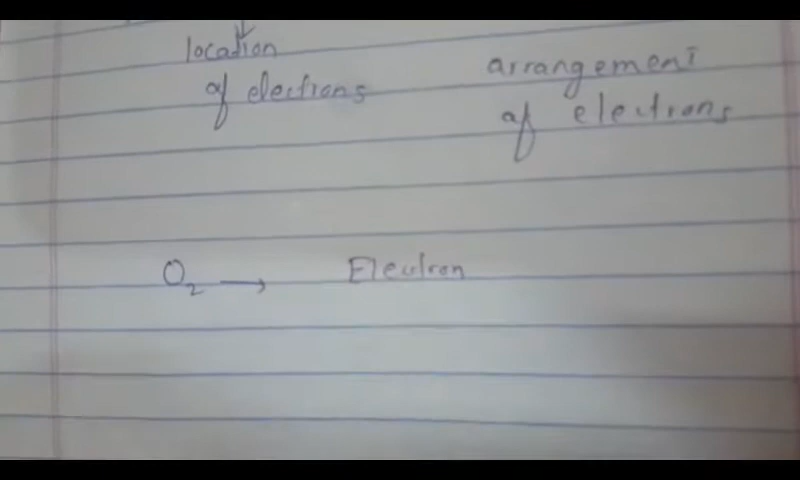 location
of electrons
arrangement
of electrons
O₂ → Electron